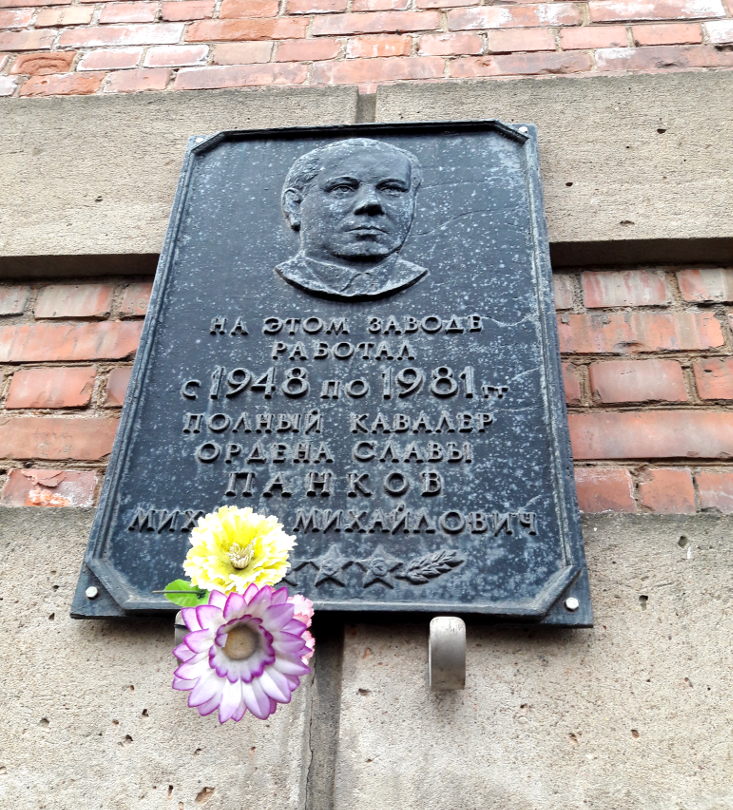 НА ЭТОМ ЗАВОДЕ
РАБОТАЛ
С 1948 ПО 1981 гг.
ПОЛНЫЙ КАВАЛЕР
ОРДЕНА СЛАВЫ
ПАНКОВ
МИХАЙЛОВИЧ